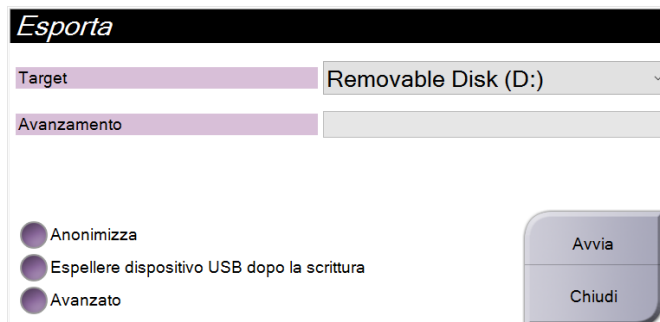 Esporta
Target
Removable Disk (D:)
Avanzamento
Anonimizza
Espellere dispositivo USB dopo la scrittura
Avanzato
Avvia
Chiudi